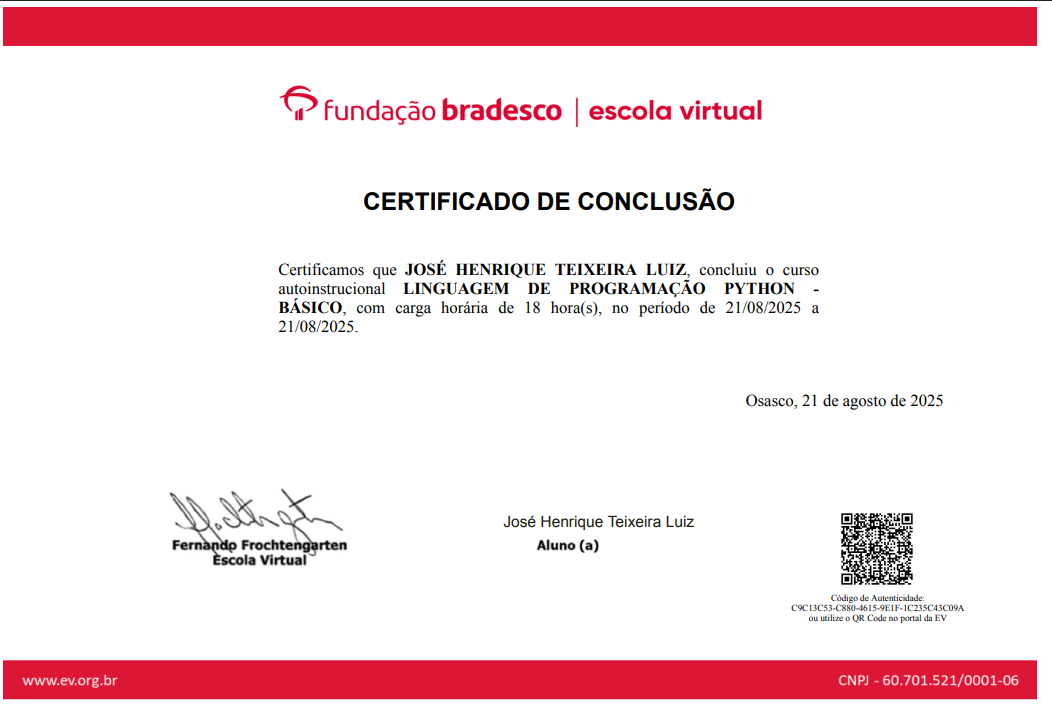 fundação bradesco | escola virtual
CERTIFICADO DE CONCLUSÃO
Certificamos que JOSÉ HENRIQUE TEIXEIRA LUIZ, concluiu o curso
autoinstrucional LINGUAGEM DE PROGRAMAÇÃO PYTHON -
BÁSICO, com carga horária de 18 hora(s), no período de 21/08/2025 a
21/08/2025.
Osasco, 21 de agosto de 2025
Fernando Frochtengarten
Escola Virtual
José Henrique Teixeira Luiz
Aluno (a)
Código de Autenticidade:
C9C13C53-C880-4615-9E1F-1C235C43C09A
ou utilize o QR Code no portal da EV
www.ev.org.br
CNPJ - 60.701.521/0001-06